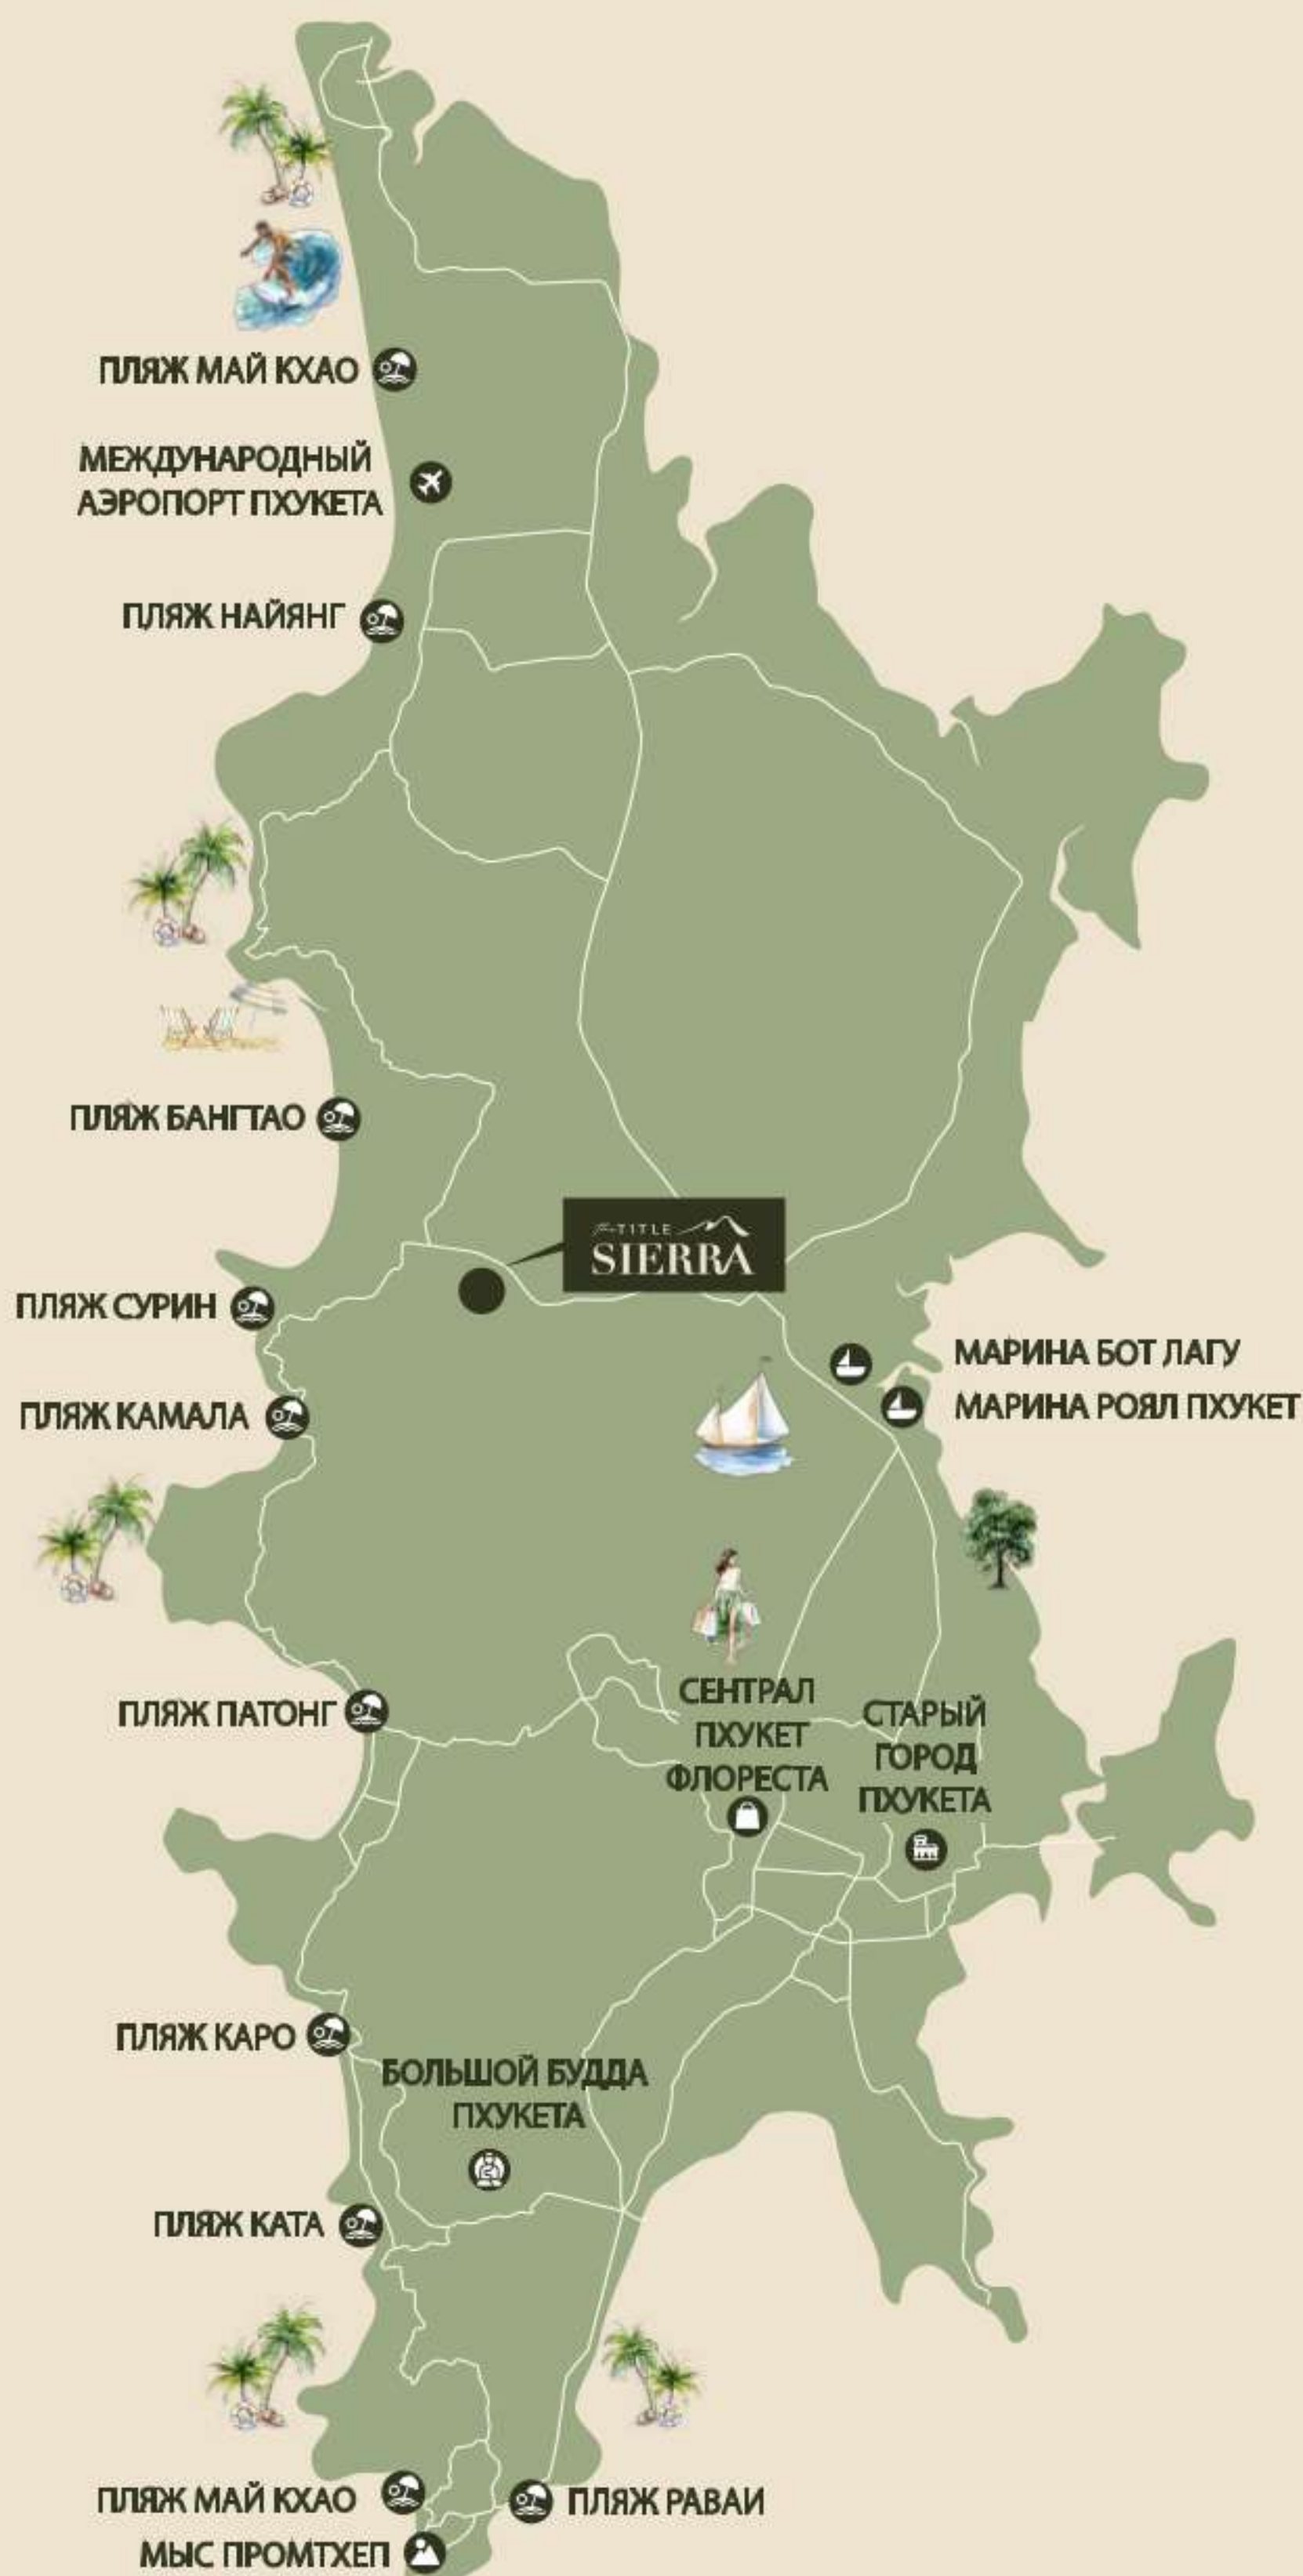 ПЛЯЖ МАЙ КХАО
МЕЖДУНАРОДНЫЙ
АЭРОПОРТ ПХУКЕТА
ПЛЯЖ НАЙЯНГ
ПЛЯЖ БАНГТАО
The TITLE
SIERRA
ПЛЯЖ СУРИН
МАРИНА БОТ ЛАГУ
ПЛЯЖ КАМАЛА
МАРИНА РОЯЛ ПХУКЕТ
ПЛЯЖ ПАТОНГ
СЕНТРАЛ
ПХУКЕТ
ФЛОРЕСТА
СТАРЫЙ
ГОРОД
ПХУКЕТА
ПЛЯЖ КАРО
БОЛЬШОЙ БУДДА
ПХУКЕТА
ПЛЯЖ КАТА
ПЛЯЖ МАЙ КХАО
ПЛЯЖ РАВАИ
МЫС ПРОМТХЕП